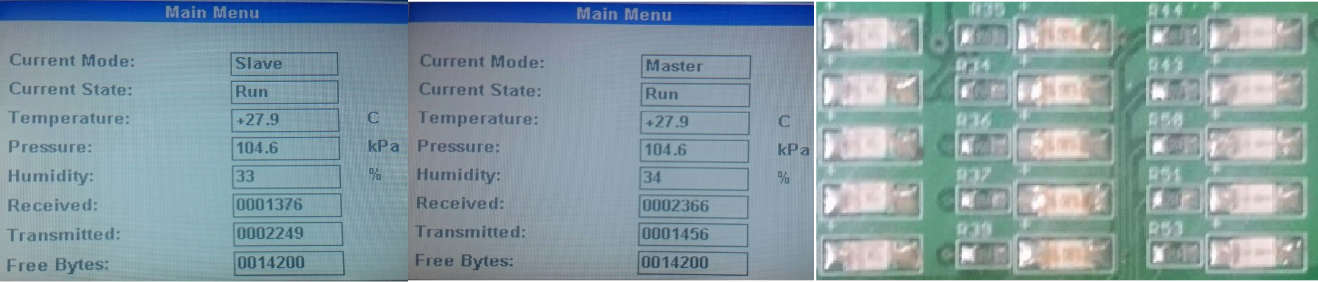 Main Menu
Current Mode: Slave
Current State: Run
Temperature: +27.9 C
Pressure: 104.6 kPa
Humidity: 33 %
Received: 0001376
Transmitted: 0002249
Free Bytes: 0014200
Main Menu
Current Mode: Master
Current State: Run
Temperature: +27.9 C
Pressure: 104.6 kPa
Humidity: 34 %
Received: 0002366
Transmitted: 0001456
Free Bytes: 0014200
R35 R44
R43
R36 R50
R37 R51
R53